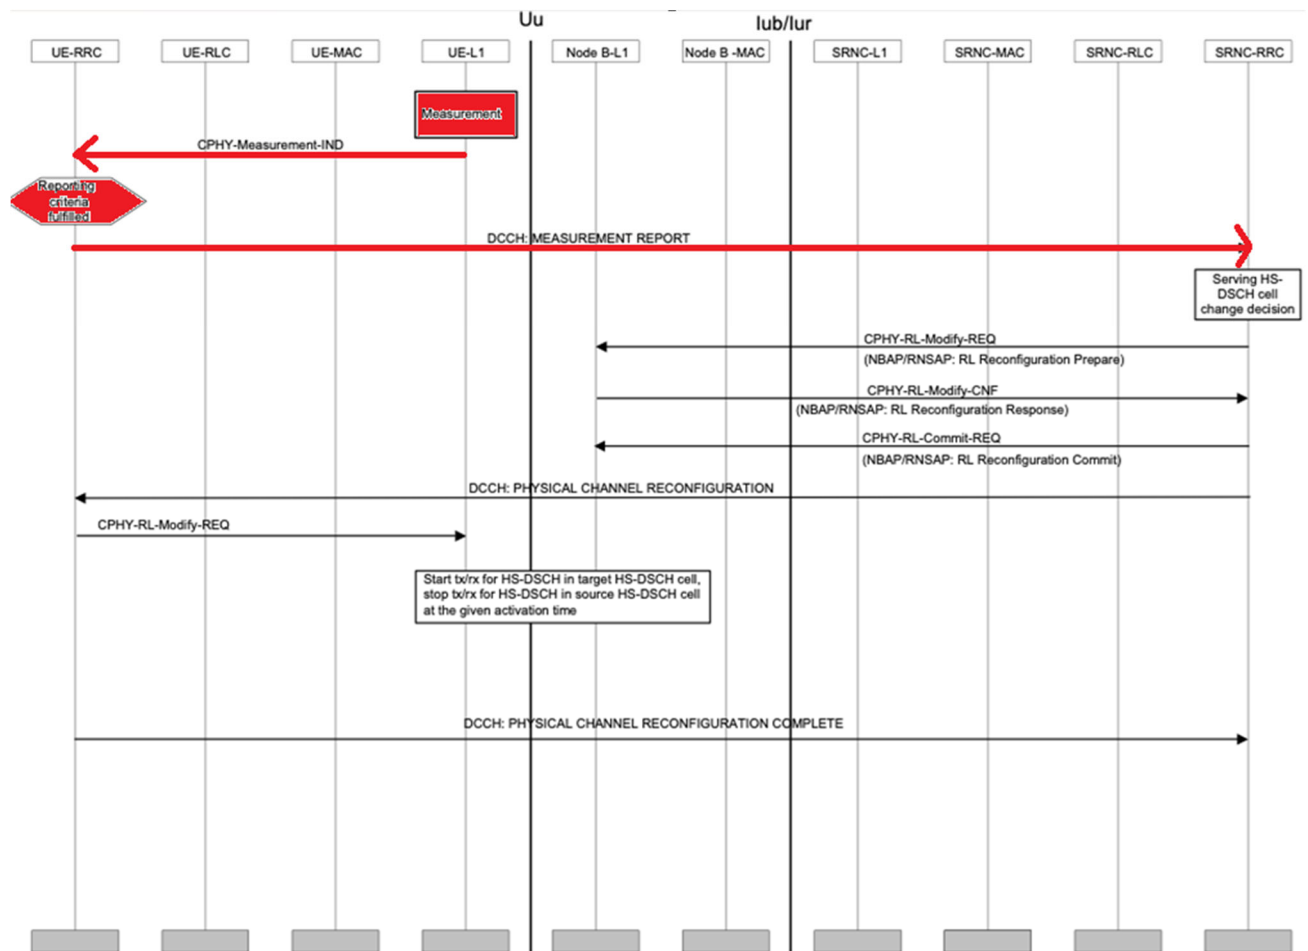 Uu
Iub/Iur
UE-RRC
UE-RLC
UE-MAC
UE-L1
Node B-L1
Node B -MAC
SRNC-L1
SRNC-MAC
SRNC-RLC
SRNC-RRC
Measurement
CPHY-Measurement-IND
Reporting
criteria
fulfilled
DCCH: MEASUREMENT REPORT
Serving HS-
DSCH cell
change decision
CPHY-RL-Modify-REQ
(NBAP/RNSAP: RL Reconfiguration Prepare)
CPHY-RL-Modify-CNF
(NBAP/RNSAP: RL Reconfiguration Response)
CPHY-RL-Commit-REQ
(NBAP/RNSAP: RL Reconfiguration Commit)
DCCH: PHYSICAL CHANNEL RECONFIGURATION
CPHY-RL-Modify-REQ
Start tx/rx for HS-DSCH in target HS-DSCH cell,
stop tx/rx for HS-DSCH in source HS-DSCH cell
at the given activation time
DCCH: PHYSICAL CHANNEL RECONFIGURATION COMPLETE